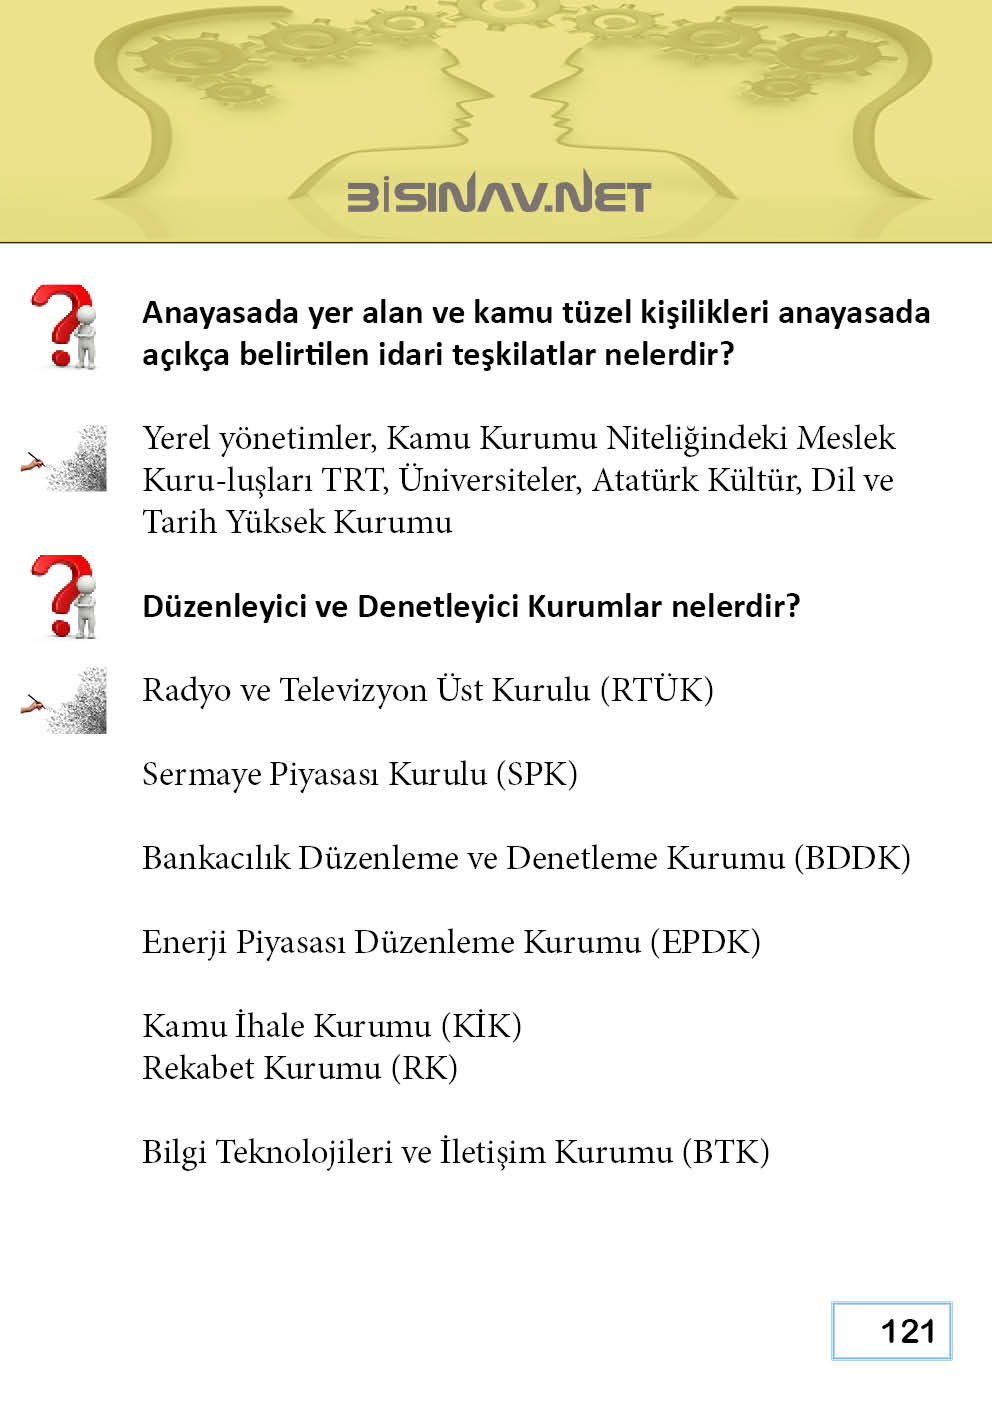 BİSINAV.NET
Anayasada yer alan ve kamu tüzel kişilikleri anayasada
açıkça belirtilen idari teşkilatlar nelerdir?
Yerel yönetimler, Kamu Kurumu Niteliğindeki Meslek
Kuru-luşları TRT, Üniversiteler, Atatürk Kültür, Dil ve
Tarih Yüksek Kurumu
Düzenleyici ve Denetleyici Kurumlar nelerdir?
Radyo ve Televizyon Üst Kurulu (RTÜK)
Sermaye Piyasası Kurulu (SPK)
Bankacılık Düzenleme ve Denetleme Kurumu (BDDK)
Enerji Piyasası Düzenleme Kurumu (EPDK)
Kamu İhale Kurumu (KİK)
Rekabet Kurumu (RK)
Bilgi Teknolojileri ve İletişim Kurumu (BTK)
121